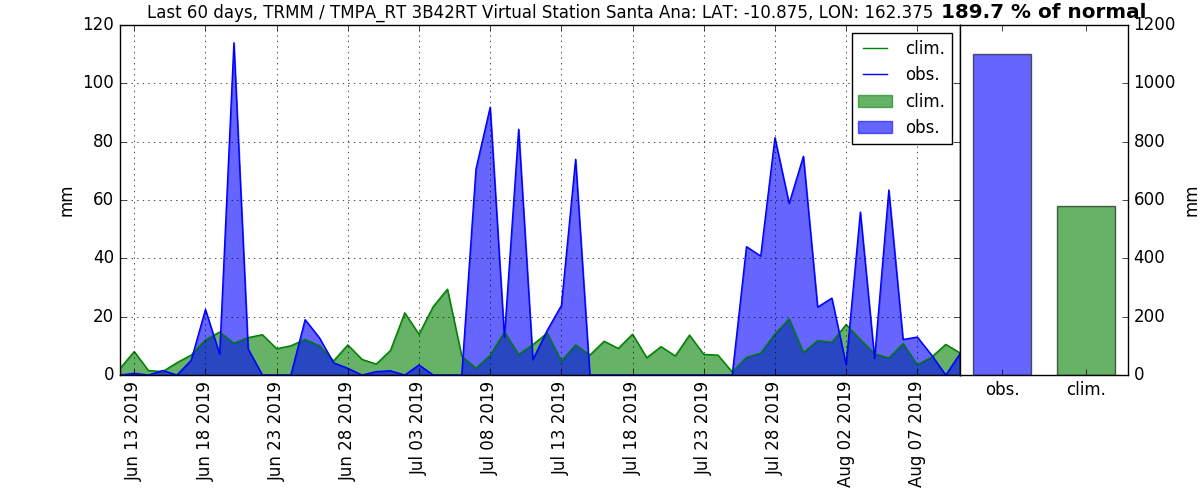 Last 60 days, TRMM / TMPA_RT 3B42RT Virtual Station Santa Ana: LAT: -10.875, LON: 162.375 189.7 % of normal
120
100
80
60
40
20
0
mm
clim.
obs.
clim.
obs.
Jun 13 2019
Jun 18 2019
Jun 23 2019
Jun 28 2019
Jul 03 2019
Jul 08 2019
Jul 13 2019
Jul 18 2019
Jul 23 2019
Jul 28 2019
Aug 02 2019
Aug 07 2019
1200
1000
800
600
400
200
0
mm
obs.
clim.